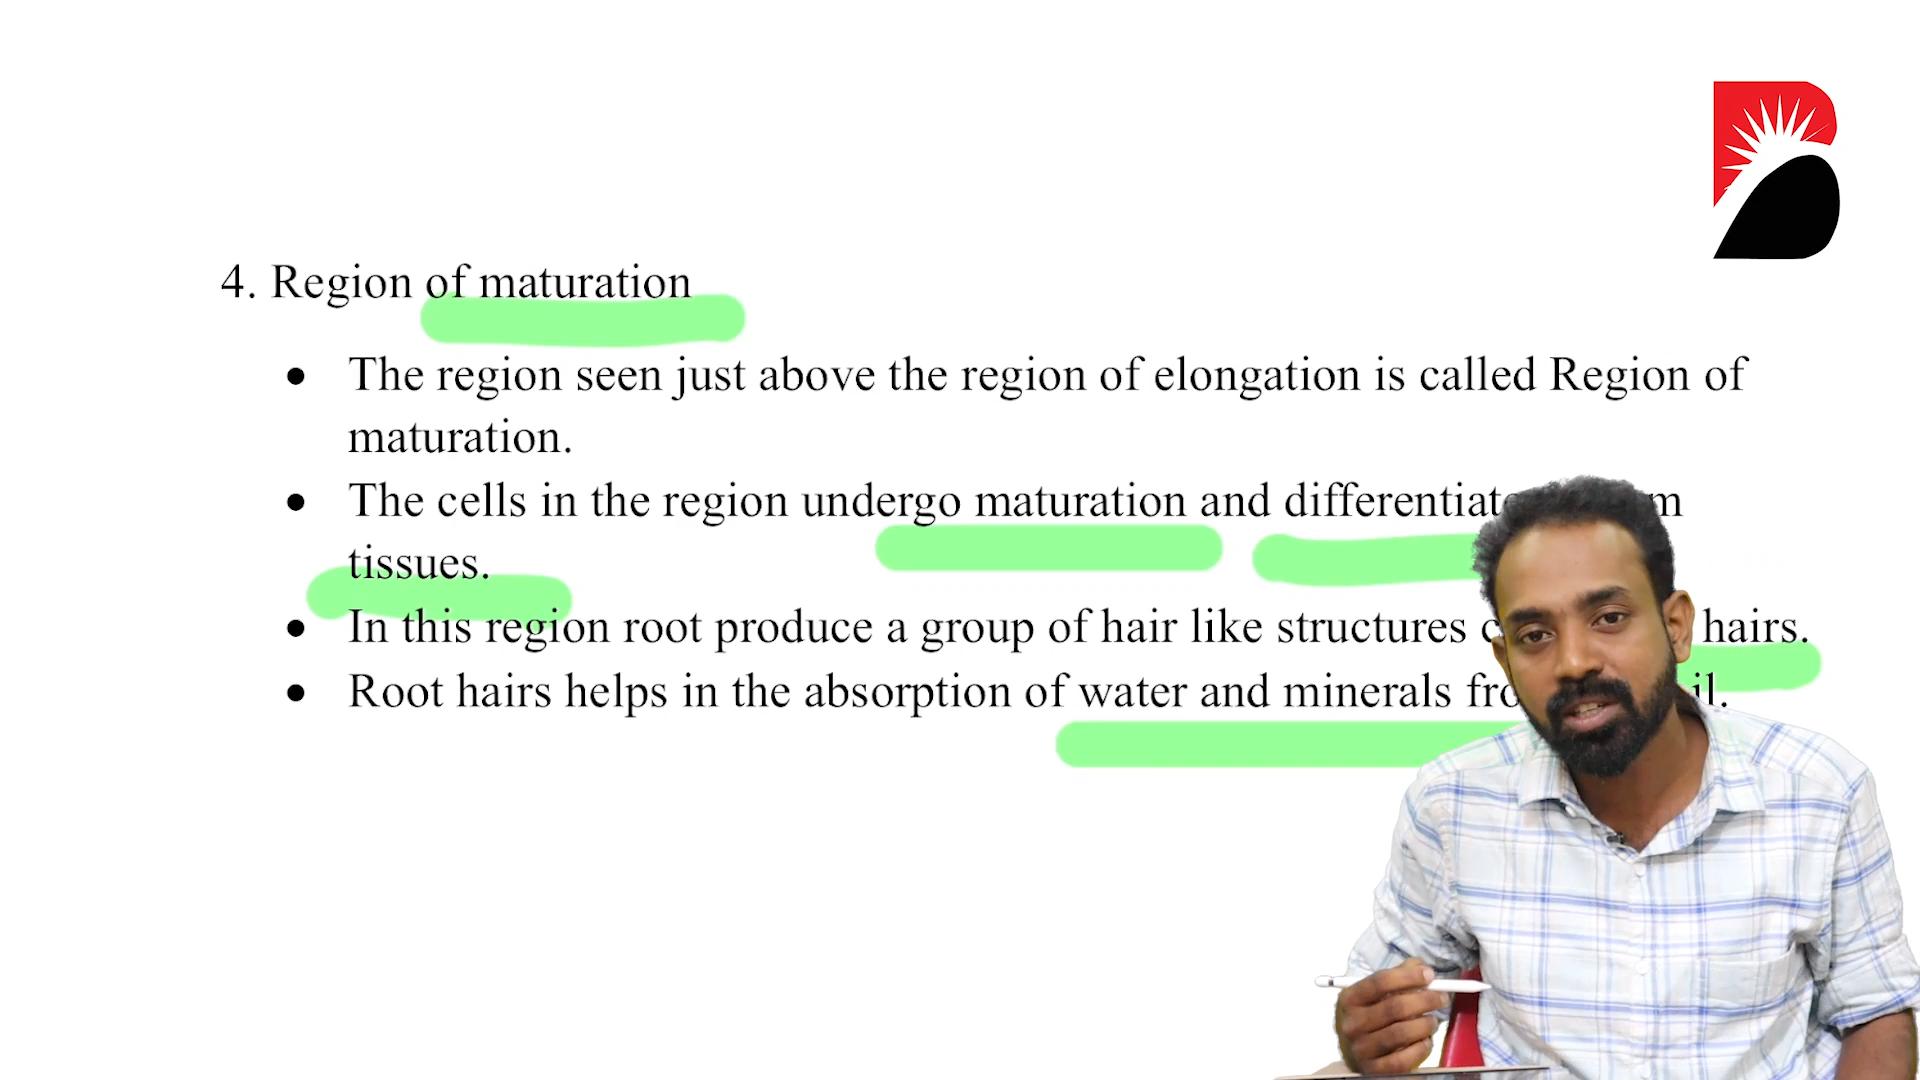 4. Region of maturation
• The region seen just above the region of elongation is called Region of
maturation.
• The cells in the region undergo maturation and
tissues.
• In this region root produce a group of hair like structures hairs.
• Root hairs helps in the absorption of water and minerals